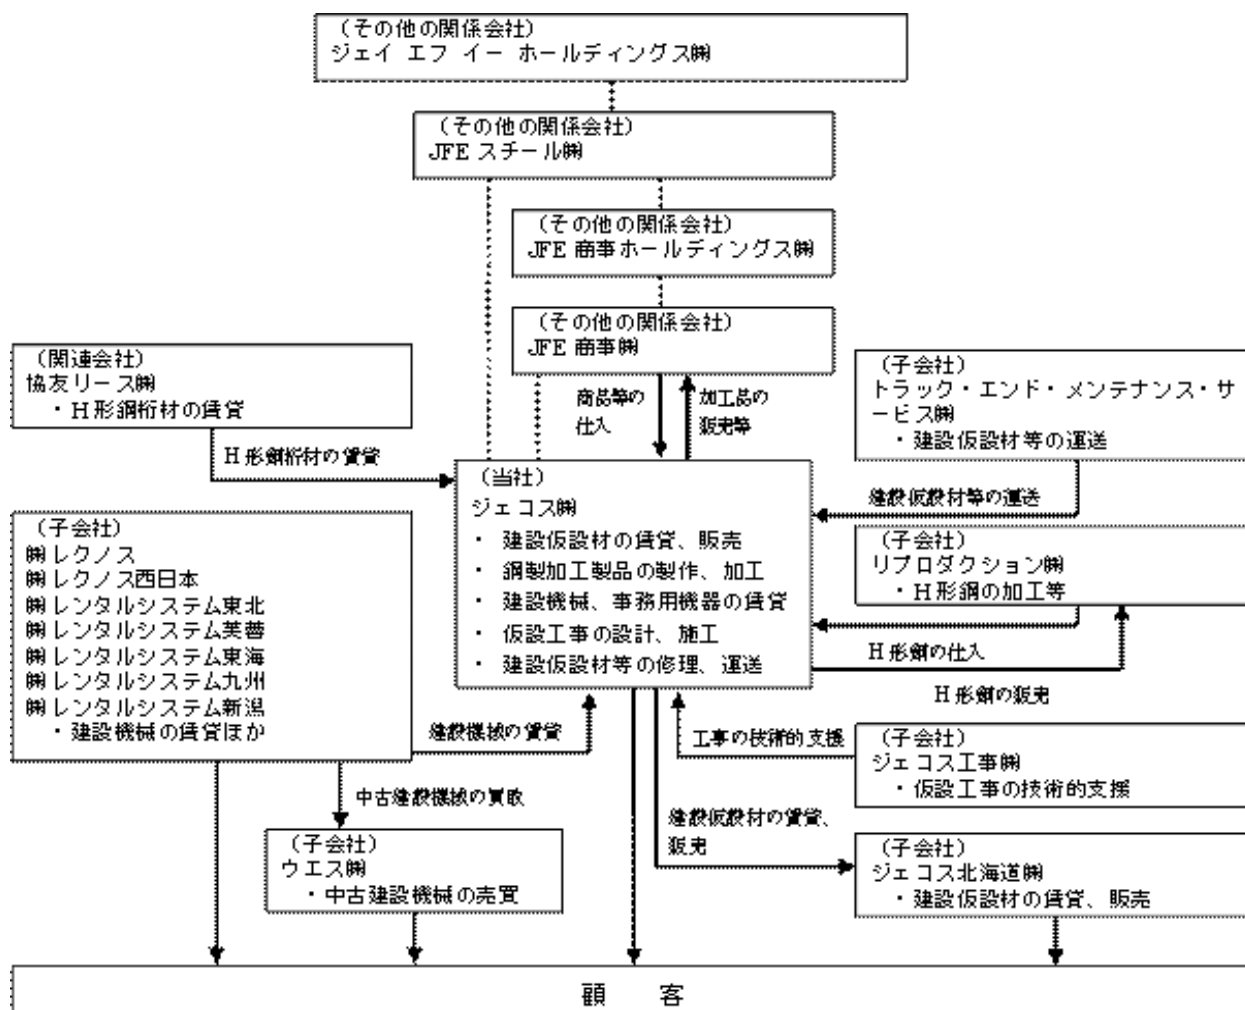 （その他の関係会社）
ジェイ エフ イー ホールディングス㈱
（その他の関係会社）
JFE スチール㈱
（その他の関係会社）
JFE 商事ホールディングス㈱
（その他の関係会社）
JFE 商事㈱
（関連会社）
協友リース㈱
・H形鋼桁材の賃貸
商品等の
仕入
加工品の
販売等
（子会社）
トラック・エンド・メンテナンス・サ
ービス㈱
・建設仮設材等の運送
H形鋼桁材の賃貸
建設仮設材等の運送
（当社）
ジェコス㈱
・ 建設仮設材の賃貸、販売
・ 鋼製加工製品の製作、加工
・ 建設機械、事務用機器の賃貸
・ 仮設工事の設計、施工
・ 建設仮設材等の修理、運送
（子会社）
㈱レクノス
㈱レクノス西日本
㈱レンタルシステム東北
㈱レンタルシステム芙蓉
㈱レンタルシステム東海
㈱レンタルシステム九州
㈱レンタルシステム新潟
・建設機械の賃貸ほか
（子会社）
リプロダクション㈱
・H形鋼の加工等
H形鋼の仕入
H形鋼の販売
建設機械の賃貸
工事の技術的支援
（子会社）
ジェコス工事㈱
・仮設工事の技術的支援
中古建設機械の買取
建設仮設材の賃貸、
販売
（子会社）
ウエス㈱
・中古建設機械の売買
（子会社）
ジェコス北海道㈱
・建設仮設材の賃貸、販売
顧　客